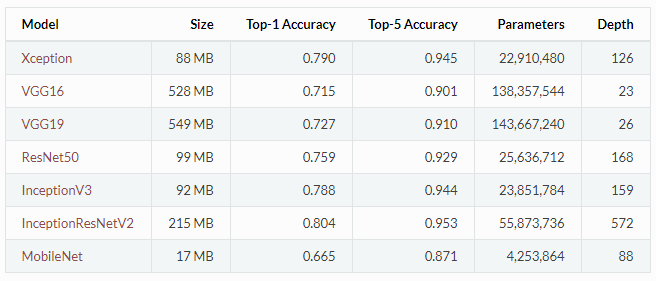 Model Size Top-1 Accuracy Top-5 Accuracy Parameters Depth
Xception 88 MB 0.790 0.945 22,910,480 126
VGG16 528 MB 0.715 0.901 138,357,544 23
VGG19 549 MB 0.727 0.910 143,667,240 26
ResNet50 99 MB 0.759 0.929 25,636,712 168
InceptionV3 92 MB 0.788 0.944 23,851,784 159
InceptionResNetV2 215 MB 0.804 0.953 55,873,736 572
MobileNet 17 MB 0.665 0.871 4,253,864 88